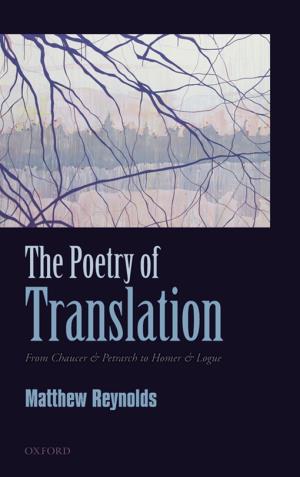 The Poetry of
Translation
From Chaucer & Petrarch to Homer & Logue
Matthew Reynolds
OXFORD